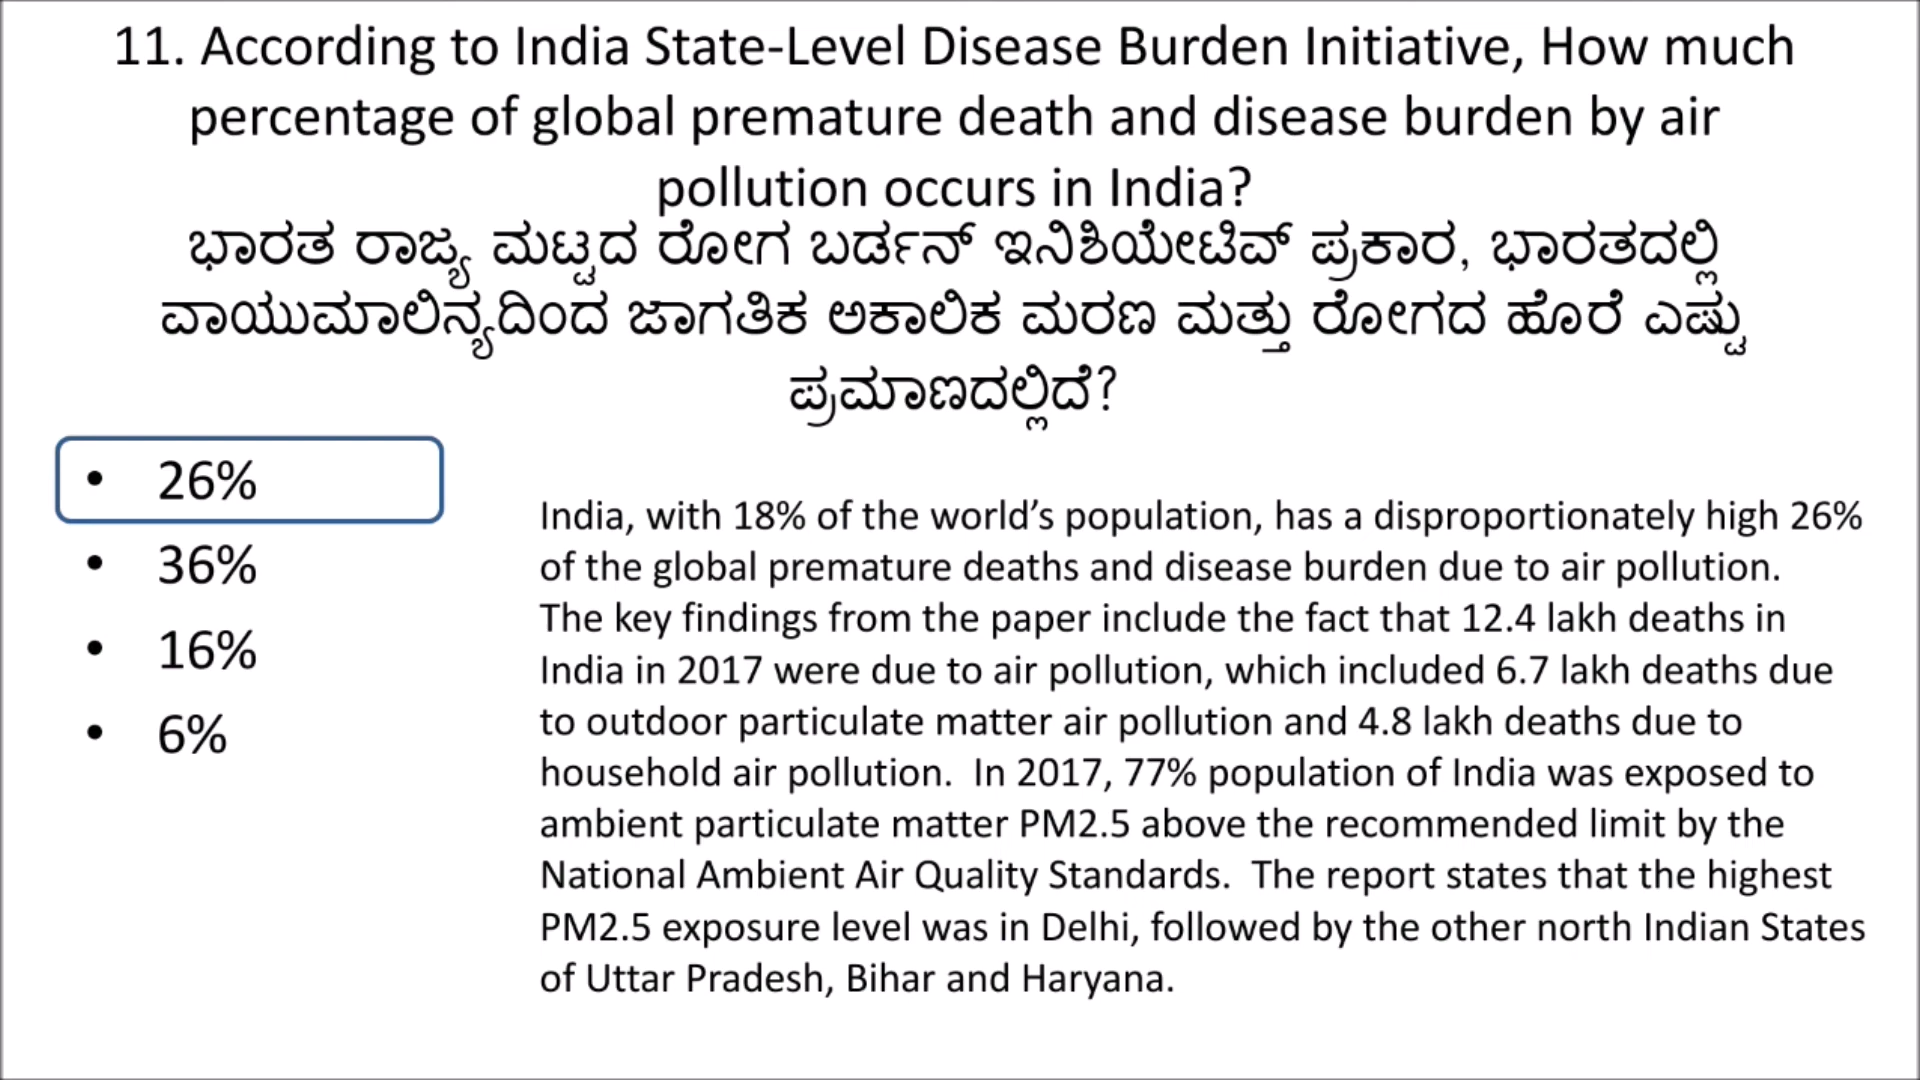 11. According to India State-Level Disease Burden Initiative, How much
percentage of global premature death and disease burden by air
pollution occurs in India?
ಭಾರತ ರಾಜ್ಯ ಮಟ್ಟದ ರೋಗ ಬರ್ಡನ್ ಇನಿಶಿಯೇಟಿವ್ ಪ್ರಕಾರ, ಭಾರತದಲ್ಲಿ
ವಾಯುಮಾಲಿನ್ಯದಿಂದ ಜಾಗತಿಕ ಅಕಾಲಿಕ ಮರಣ ಮತ್ತು ರೋಗದ ಹೊರೆ ಎಷ್ಟು
ಪ್ರಮಾಣದಲ್ಲಿದೆ?
• 26%
• 36%
• 16%
• 6%
India, with 18% of the world’s population, has a disproportionately high 26%
of the global premature deaths and disease burden due to air pollution.
The key findings from the paper include the fact that 12.4 lakh deaths in
India in 2017 were due to air pollution, which included 6.7 lakh deaths due
to outdoor particulate matter air pollution and 4.8 lakh deaths due to
household air pollution.  In 2017, 77% population of India was exposed to
ambient particulate matter PM2.5 above the recommended limit by the
National Ambient Air Quality Standards.  The report states that the highest
PM2.5 exposure level was in Delhi, followed by the other north Indian States
of Uttar Pradesh, Bihar and Haryana.